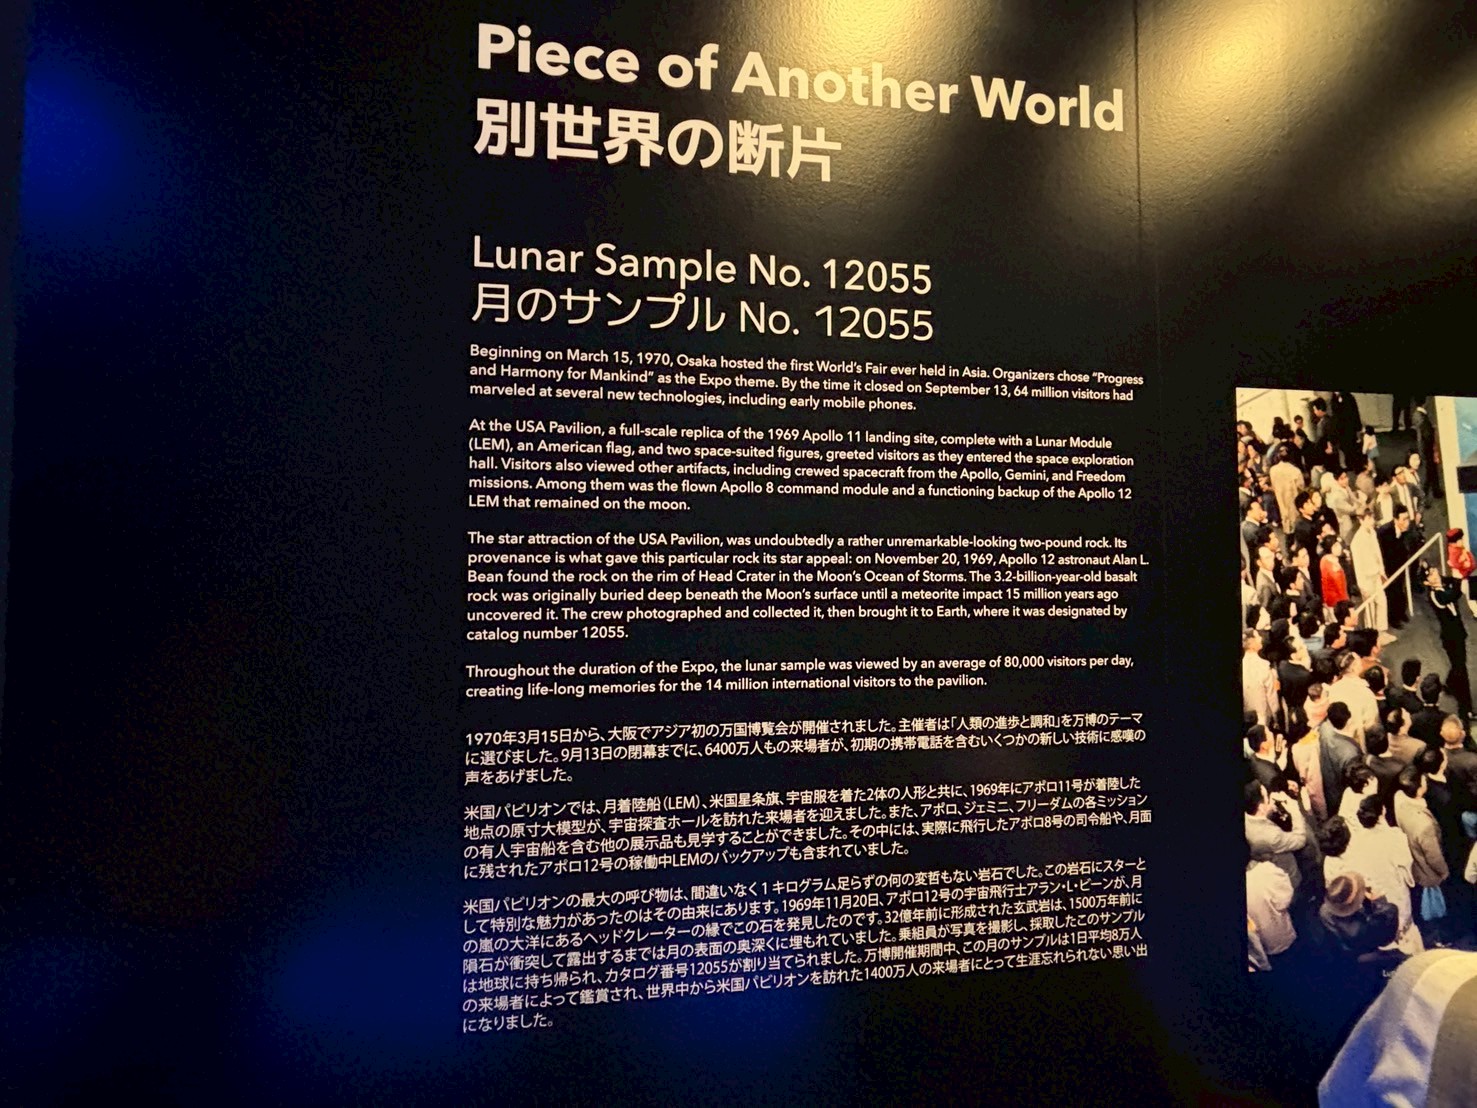 Piece of Another World
別世界の断片
Lunar Sample No. 12055
月のサンプル No. 12055
Beginning on March 15, 1970, Osaka hosted the first World's Fair ever held in Asia. Organizers chose "Progress
and Harmony for Mankind" as the Expo theme. By the time it closed on September 13, 64 million visitors had
marveled at several new technologies, including early mobile phones.
At the USA Pavilion, a full-scale replica of the 1969 Apollo 11 landing site, complete with a Lunar Module
(LEM), an American flag, and two space-suited figures, greeted visitors as they entered the space exploration
hall. Visitors also viewed other artifacts, including crewed spacecraft from the Apollo, Gemini, and Freedom
missions. Among them was the flown Apollo 8 command module and a functioning backup of the Apollo 12
LEM that remained on the moon.
The star attraction of the USA Pavilion, was undoubtedly a rather unremarkable-looking two-pound rock. Its
provenance is what gave this particular rock its star appeal: on November 20, 1969, Apollo 12 astronaut Alan L.
Bean found the rock on the rim of Head Crater in the Moon's Ocean of Storms. The 3.2-billion-year-old basalt
rock was originally buried deep beneath the Moon's surface until a meteorite impact 15 million years ago
uncovered it. The crew photographed and collected it, then brought it to Earth, where it was designated by
catalog number 12055.
Throughout the duration of the Expo, the lunar sample was viewed by an average of 80,000 visitors per day,
creating life-long memories for the 14 million international visitors to the pavilion.
1970年3月15日から、大阪でアジア初の万国博覧会が開催されました。主催者は「人類の進歩と調和」を万博のテーマ
に選びました。9月13日の閉幕までに、6400万人もの来場者が、初期の携帯電話を含むいくつかの新しい技術に感嘆の
声をあげました。
米国パビリオンでは、月着陸船（LEM）、米国星条旗、宇宙服を着た2体の人形と共に、1969年にアポロ11号が着陸した
地点の原寸大模型が、宇宙探査ホールを訪れた来場者を迎えました。また、アポロ、ジェミニ、フリーダムの各ミッション
の有人宇宙船を含む他の展示品も見学することができました。その中には、実際に飛行したアポロ8号の司令船や、月面
に残されたアポロ12号の稼働中LEMのバックアップも含まれていました。
米国パビリオンの最大の呼び物は、間違いなく1キログラム足らずの何の変哲もない岩石でした。この岩石にスターと
して特別な魅力があったのはその由来にあります。1969年11月20日、アポロ12号の宇宙飛行士アラン・L・ビーンが、月
の嵐の大洋にあるヘッドクレーターの縁でこの石を発見したのです。32億年前に形成された玄武岩は、1500万年前に
隕石が衝突して露出するまでは月の表面の奥深くに埋もれていました。乗組員が写真を撮影し、採取したこのサンプル
は地球に持ち帰られ、カタログ番号12055が割り当てられました。万博開催期間中、この月のサンプルは1日平均8万人
の来場者によって鑑賞され、世界中から米国パビリオンを訪れた1400万人の来場者にとって生涯忘れられない思い出
になりました。